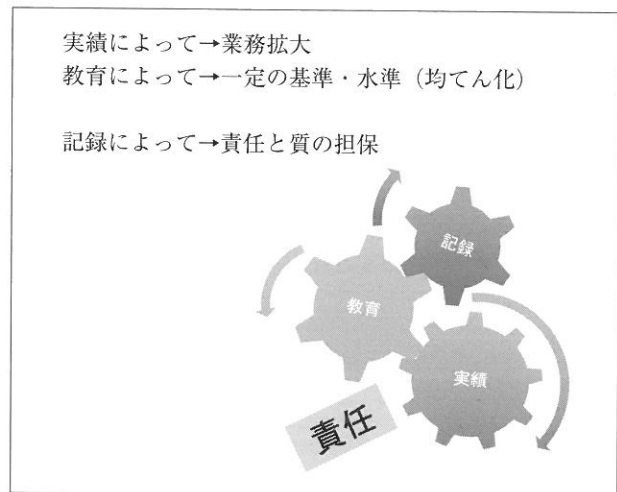 実績によって→業務拡大
教育によって→一定の基準・水準（均てん化）
記録によって→責任と質の担保
記録
教育
実績
責任